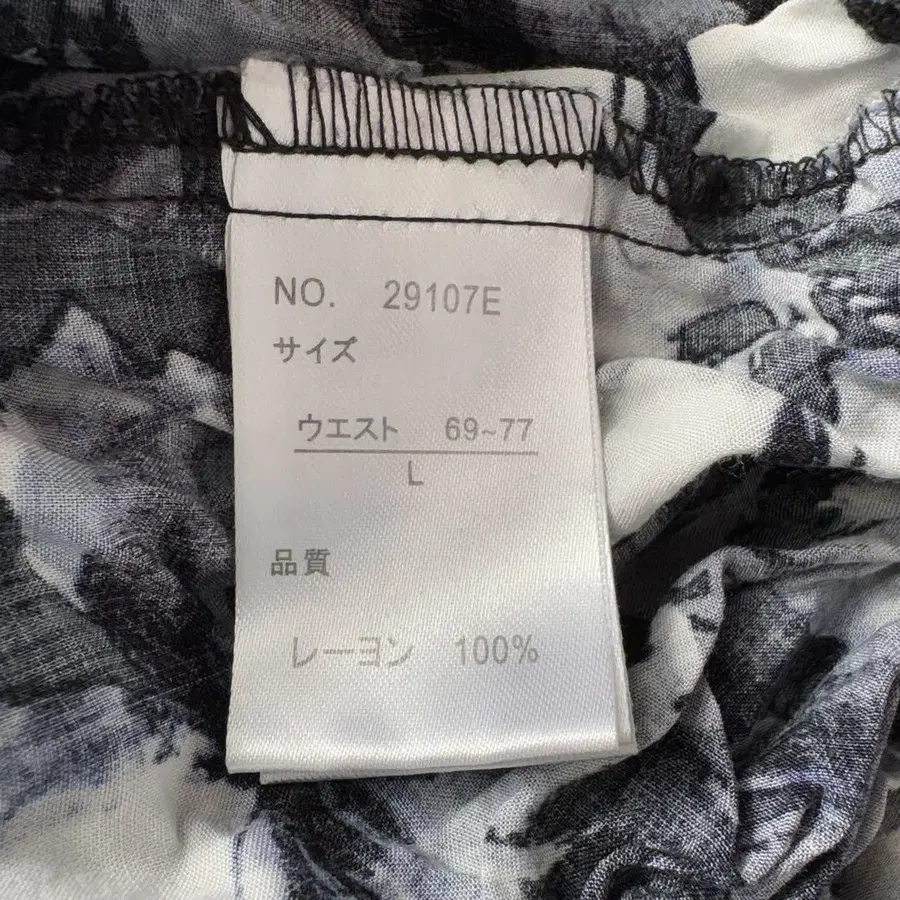 NO. 29107E
サイズ
ウエスト 69~77
L
品質
レーヨン 100%